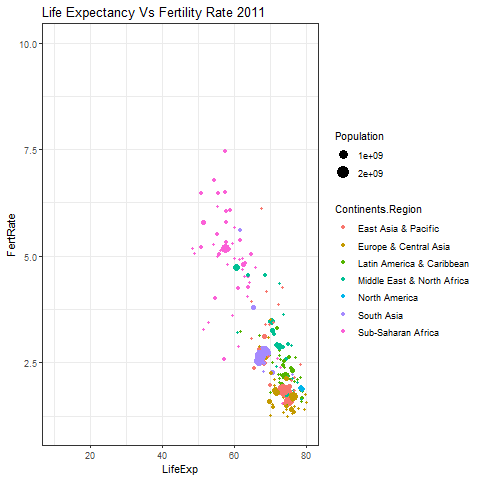 Life Expectancy Vs Fertility Rate 2011
10.0
7.5
5.0
2.5
FertRate
20
40
60
80
LifeExp
Population
1e+09
2e+09
Continents.Region
East Asia & Pacific
Europe & Central Asia
Latin America & Caribbean
Middle East & North Africa
North America
South Asia
Sub-Saharan Africa